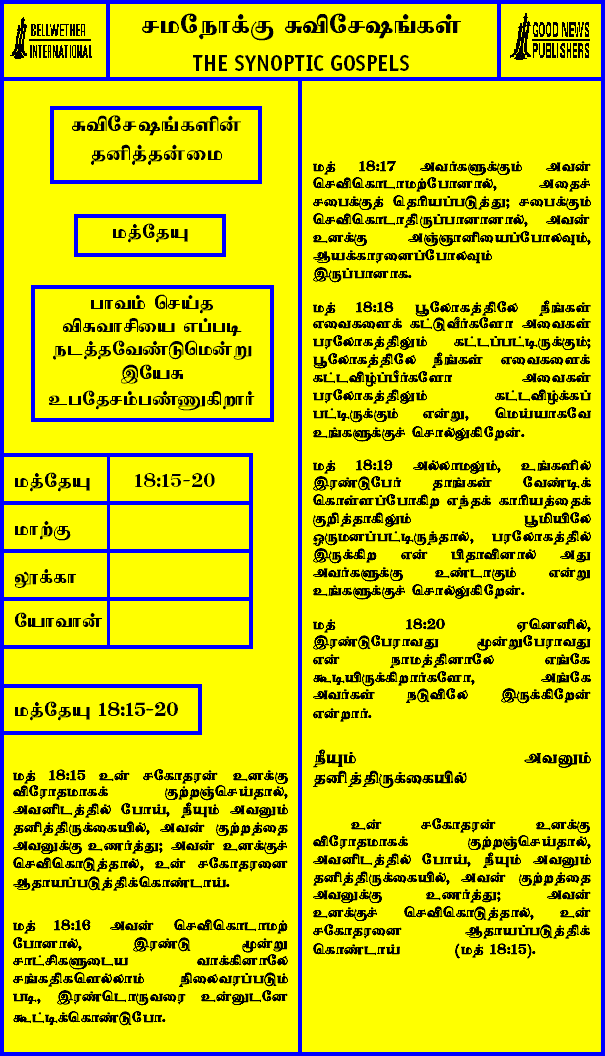 BELLWETHER
INTERNATIONAL
சமநோக்கு சுவிசேஷங்கள்
THE SYNOPTIC GOSPELS
GOOD NEWS
PUBLISHERS
சுவிசேஷங்களின்
தனித்தன்மை
மத்தேயு
பாவம் செய்த
விசுவாசியை எப்படி
நடத்தவேண்டுமென்று
இயேசு
உபதேசம்பண்ணுகிறார்
மத்தேயு 18:15-20
மாற்கு
லூக்கா
யோவான்
மத்தேயு 18:15-20
மத் 18:15 உன் சகோதரன் உனக்கு
விரோதமாகக் குற்றஞ்செய்தால்,
அவனிடத்தில் போய், நீயும் அவனும்
தனித்திருக்கையில், அவன் குற்றத்தை
அவனுக்கு உணர்த்து; அவன் உனக்குச்
செவிகொடுத்தால், உன் சகோதரனை
ஆதாயப்படுத்திக்கொண்டாய்.
மத் 18:16 அவன் செவிகொடாமற்
போனால், இரண்டு மூன்று
சாட்சிகளுடைய வாக்கினாலே
சங்கதிகளெல்லாம் நிலைவரப்படும்
படி, இரண்டொருவரை உன்னுடனே
கூட்டிக்கொண்டுபோ.
மத் 18:17 அவர்களுக்கும் அவன்
செவிகொடாமற்போனால், அதைச்
சபைக்குத் தெரியப்படுத்து; சபைக்கும்
செவிகொடாதிருப்பானானால், அவன்
உனக்கு அஞ்ஞானியைப்போலவும்,
ஆயக்காரனைப்போலவும்
இருப்பானாக.
மத் 18:18 பூலோகத்திலே நீங்கள்
எவைகளைக் கட்டுவீர்களோ அவைகள்
பரலோகத்திலும் கட்டப்பட்டிருக்கும்;
பூலோகத்திலே நீங்கள் எவைகளைக்
கட்டவிழ்ப்பீர்களோ அவைகள்
பரலோகத்திலும் கட்டவிழ்க்கப்
பட்டிருக்கும் என்று, மெய்யாகவே
உங்களுக்குச் சொல்லுகிறேன்.
மத் 18:19 அல்லாமலும், உங்களில்
இரண்டுபேர் தாங்கள் வேண்டிக்
கொள்ளப்போகிற எந்தக் காரியத்தைக்
குறித்தாகிலும் பூமியிலே
ஒருமனப்பட்டிருந்தால், பரலோகத்தில்
இருக்கிற என் பிதாவினால் அது
அவர்களுக்கு உண்டாகும் என்று
உங்களுக்குச் சொல்லுகிறேன்.
மத் 18:20 ஏனெனில்,
இரண்டுபேராவது மூன்றுபேராவது
என் நாமத்தினாலே எங்கே
கூடியிருக்கிறார்களோ, அங்கே
அவர்கள் நடுவிலே இருக்கிறேன்
என்றார்.
நீயும் அவனும்
தனித்திருக்கையில்
உன் சகோதரன் உனக்கு
விரோதமாகக் குற்றஞ்செய்தால்,
அவனிடத்தில் போய், நீயும் அவனும்
தனித்திருக்கையில், அவன் குற்றத்தை
அவனுக்கு உணர்த்து; அவன்
உனக்குச் செவிகொடுத்தால், உன்
சகோதரனை ஆதாயப்படுத்திக்
கொண்டாய் (மத் 18:15).